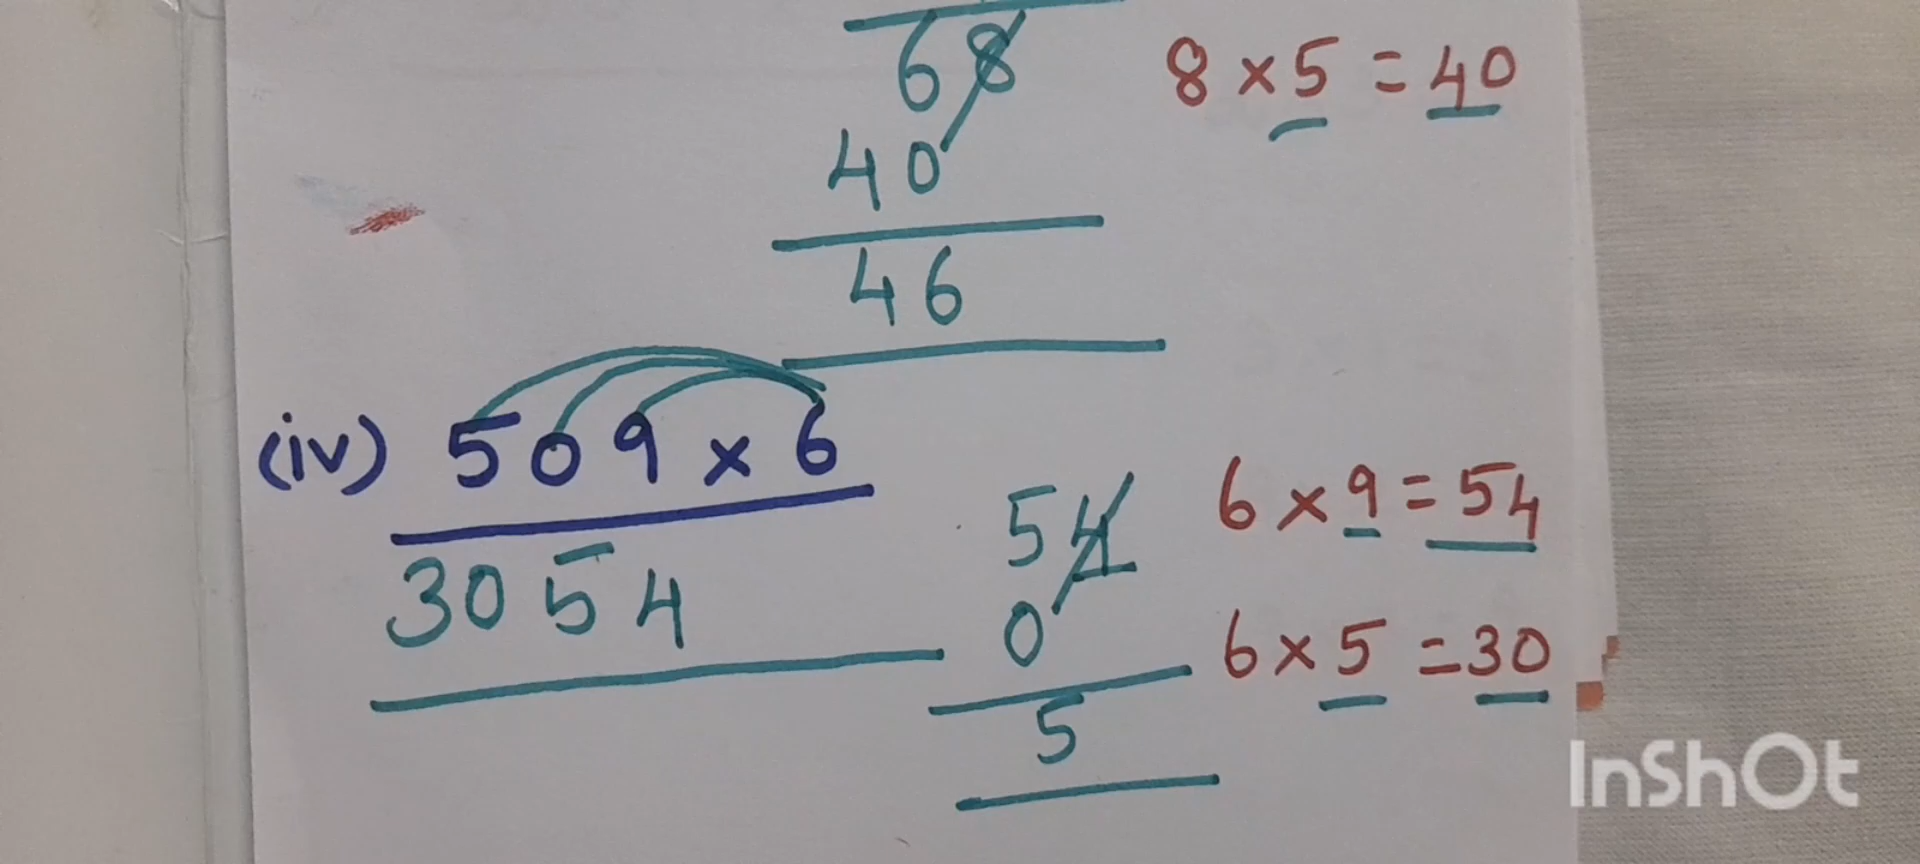 68
8 × 5 = 40
40
46
(iv) 509 × 6
54
6 × 9 = 54
3054
0
6 × 5 = 30
5
InShOt